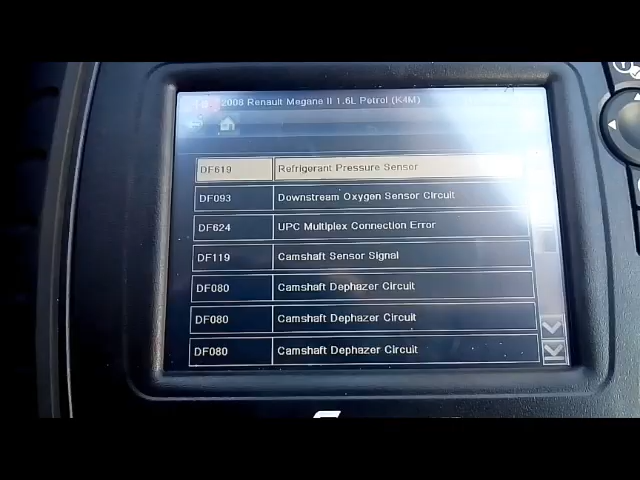 2008 Renault Megane II 1.6L Petrol (K4M)
DF619 Refrigerant Pressure Sensor
DF093 Downstream Oxygen Sensor Circuit
DF624 UPC Multiplex Connection Error
DF119 Camshaft Sensor Signal
DF080 Camshaft Dephazer Circuit
DF080 Camshaft Dephazer Circuit
DF080 Camshaft Dephazer Circuit